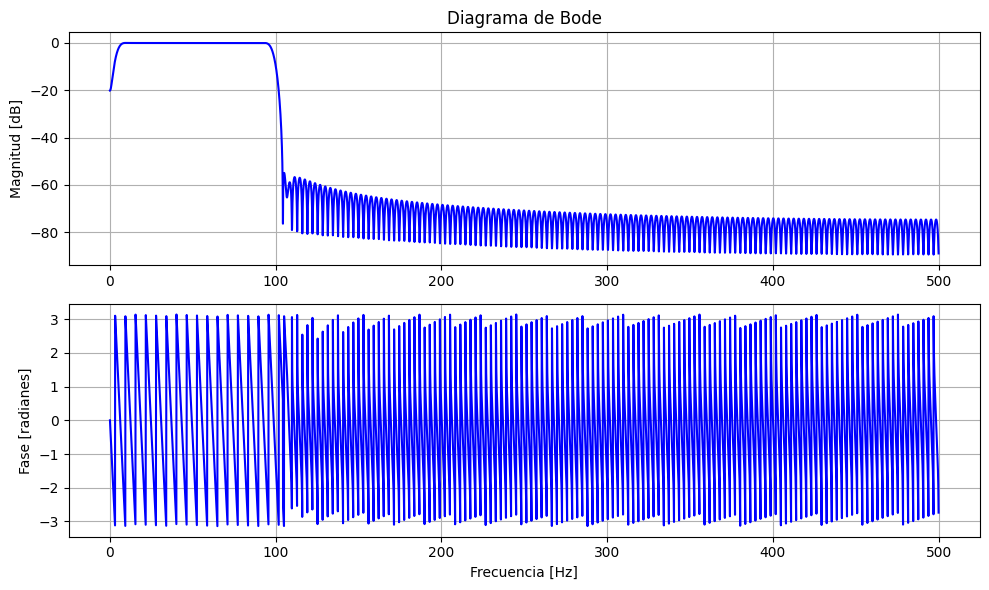 Diagrama de Bode
Magnitud [dB]
0
−20
−40
−60
−80
0 100 200 300 400 500
Fase [radianes]
3
2
1
0
−1
−2
−3
0 100 200 300 400 500
Frecuencia [Hz]